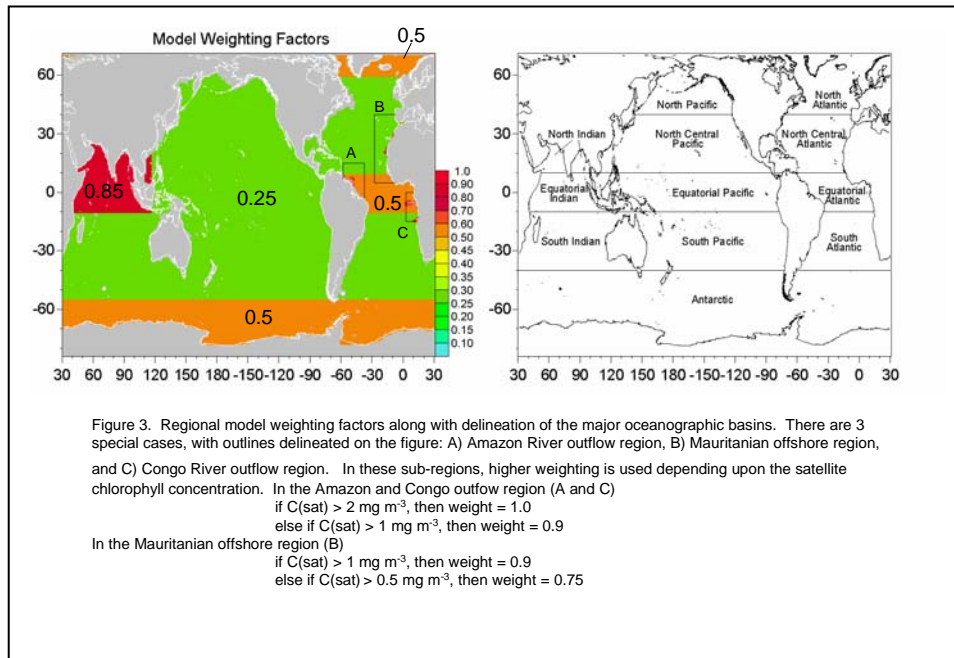 Model Weighting Factors
0.5
60
30
0
-30
-60
B
A
0.85
0.25
0.5
C
0.5
1.0
0.90
0.80
0.70
0.60
0.50
0.45
0.40
0.35
0.30
0.25
0.20
0.15
0.10
30 60 90 120 150 180 -150 -120 -90 -60 -30 0 30
60
30
0
-30
-60
North Pacific
North
Atlantic
North Indian
North Central
Pacific
North Central
Atlantic
Equatorial
Indian
Equatorial Pacific
Equatorial
Atlantic
South Indian
South Pacific
South
Atlantic
Antarctic
30 60 90 120 150 180 -150 -120 -90 -60 -30 0 30
Figure 3. Regional model weighting factors along with delineation of the major oceanographic basins. There are 3
special cases, with outlines delineated on the figure: A) Amazon River outflow region, B) Mauritanian offshore region,
and C) Congo River outflow region. In these sub-regions, higher weighting is used depending upon the satellite
chlorophyll concentration. In the Amazon and Congo outfow region (A and C)
if C(sat) > 2 mg m-3, then weight = 1.0
else if C(sat) > 1 mg m-3, then weight = 0.9
In the Mauritanian offshore region (B)
if C(sat) > 1 mg m-3, then weight = 0.9
else if C(sat) > 0.5 mg m-3, then weight = 0.75